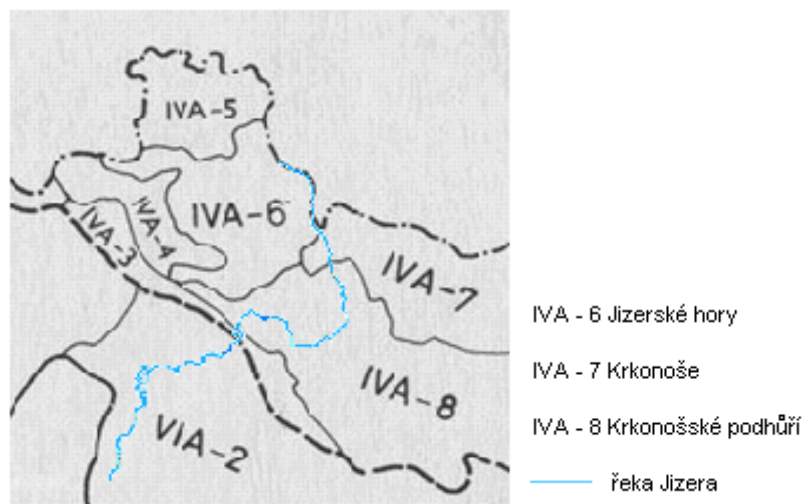 IVA-5
IVA-6
IVA-4
IVA-3
IVA-7
IVA-8
VIA-2
IVA - 6 Jizerské hory
IVA - 7 Krkonoše
IVA - 8 Krkonošské podhůří
řeka Jizera